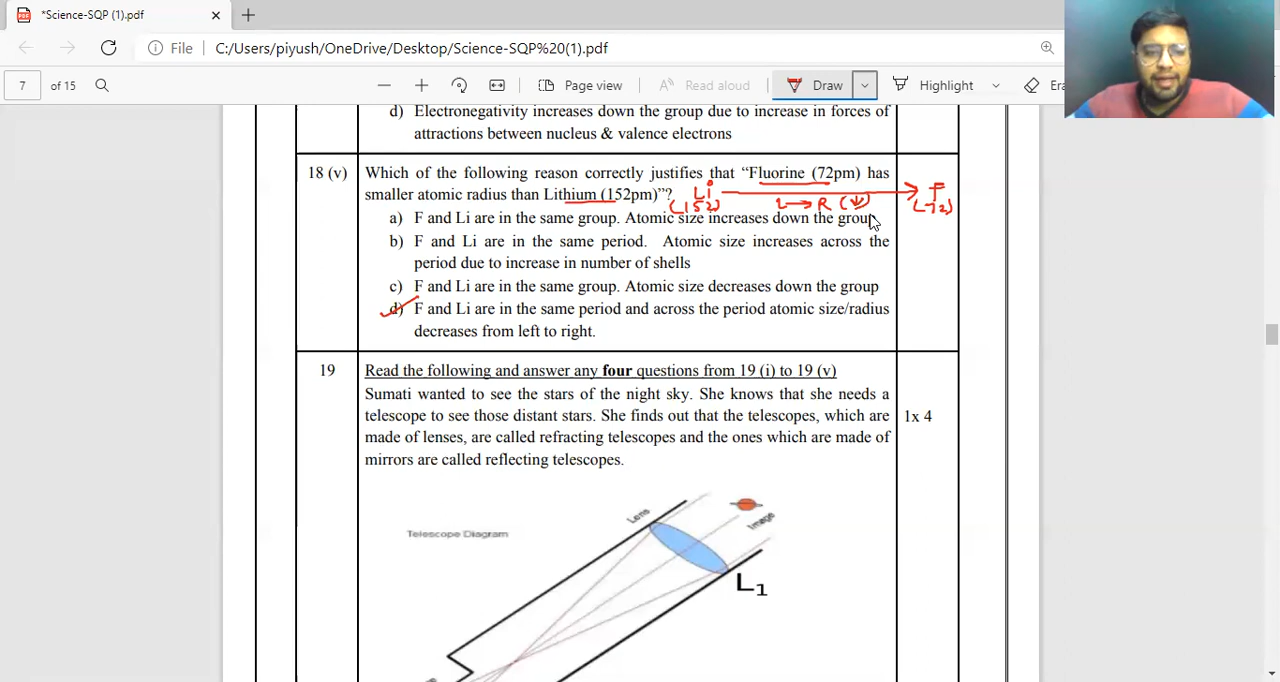 *Science-SQP (1).pdf
File C:/Users/piyush/OneDrive/Desktop/Science-SQP%20(1).pdf
7 of 15 Page view Read aloud Draw Highlight
d) Electronegativity increases down the group due to increase in forces of
attractions between nucleus & valence electrons
18 (v) Which of the following reason correctly justifies that “Fluorine (72pm) has
smaller atomic radius than Lithium (152pm)”?
Li F
(152) L → R (↓) (72)
a) F and Li are in the same group. Atomic size increases down the group
b) F and Li are in the same period. Atomic size increases across the
period due to increase in number of shells
c) F and Li are in the same group. Atomic size decreases down the group
d) F and Li are in the same period and across the period atomic size/radius
decreases from left to right.
19 Read the following and answer any four questions from 19 (i) to 19 (v)
Sumati wanted to see the stars of the night sky. She knows that she needs a
telescope to see those distant stars. She finds out that the telescopes, which are
made of lenses, are called refracting telescopes and the ones which are made of
mirrors are called reflecting telescopes.
1x 4
Lens
Image
Telescope Diagram
L1